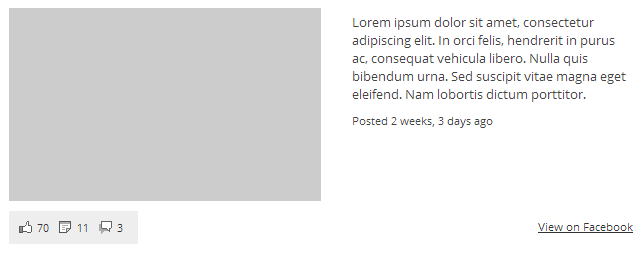 Lorem ipsum dolor sit amet, consectetur
adipiscing elit. In orci felis, hendrerit in purus
ac, consequat vehicula libero. Nulla quis
bibendum urna. Sed suscipit vitae magna eget
eleifend. Nam lobortis dictum porttitor.
Posted 2 weeks, 3 days ago
70 11 3
View on Facebook